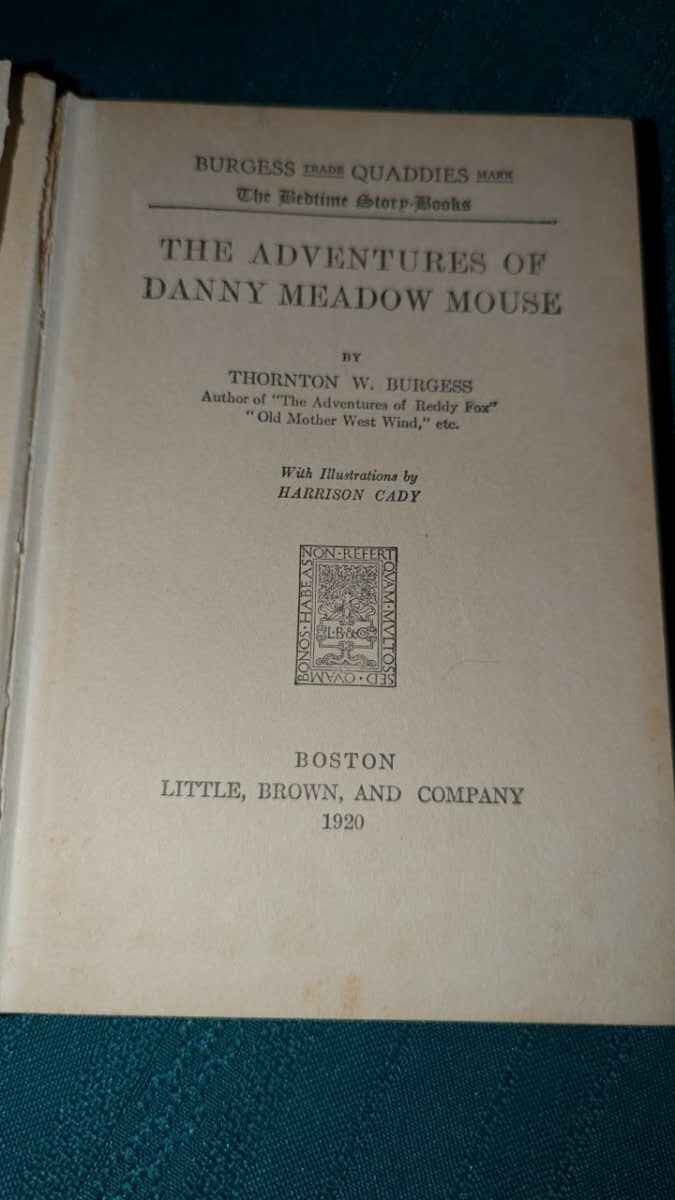 BURGESS TRADE QUADDIES MARK
The Bedtime Story-Books
THE ADVENTURES OF
DANNY MEADOW MOUSE
BY
THORNTON W. BURGESS
Author of "The Adventures of Reddy Fox"
"Old Mother West Wind," etc.
With Illustrations by
HARRISON CADY
NON·REFERT
QVAM·MVLTOS
SED·QVAM
BONOS·HABEAS
L·B·&·Co·
BOSTON
LITTLE, BROWN, AND COMPANY
1920